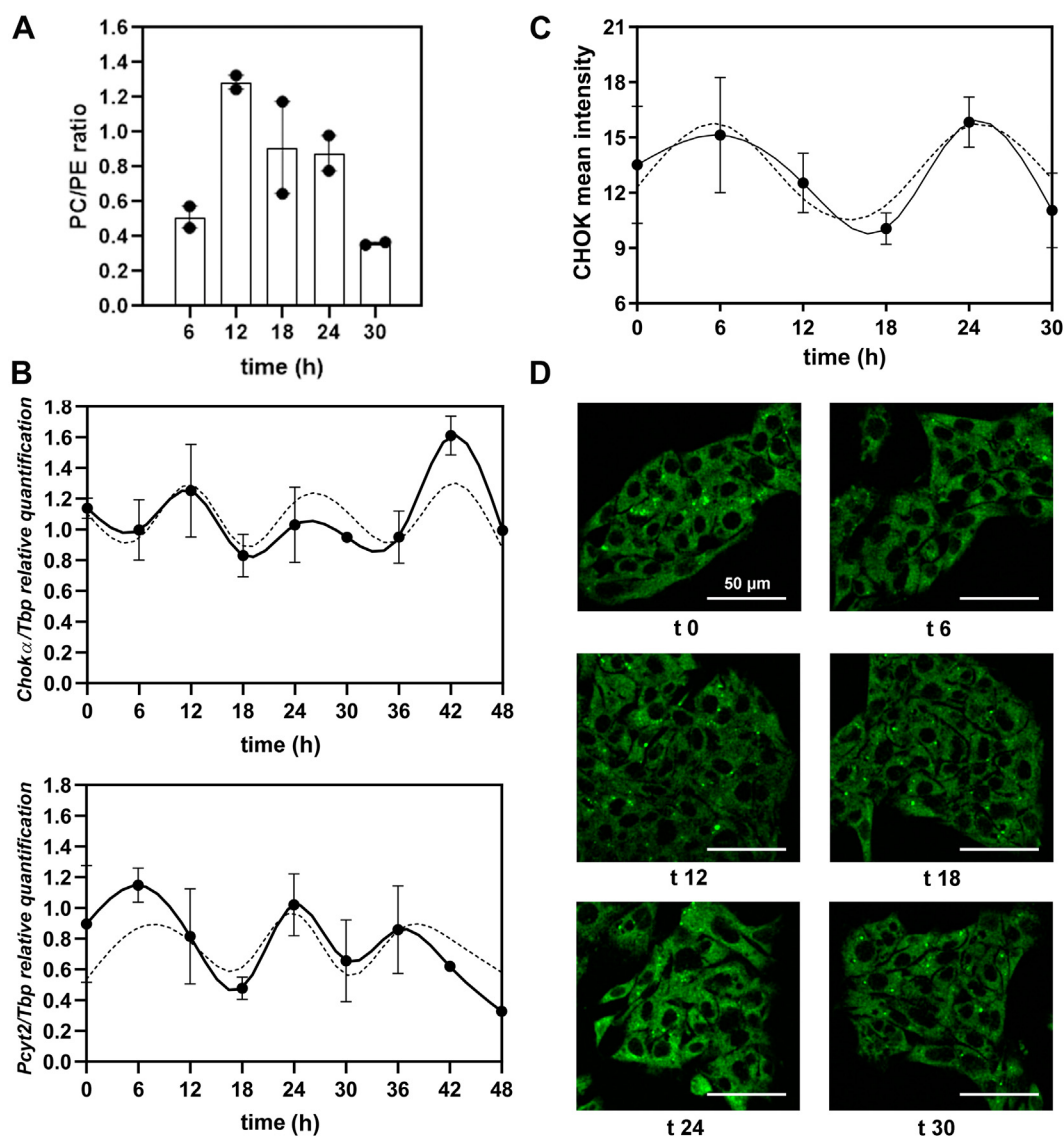 A
1.6
1.4
1.2
1.0
0.8
0.6
0.4
0.2
0.0
PC/PE ratio
6 12 18 24 30
time (h)
C
21
18
15
12
9
6
CHOK mean intensity
0 6 12 18 24 30
time (h)
B
1.8
1.6
1.4
1.2
1.0
0.8
0.6
0.4
0.2
0.0
Chokα/Tbp relative quantification
0 6 12 18 24 30 36 42 48
time (h)
1.8
1.6
1.4
1.2
1.0
0.8
0.6
0.4
0.2
0.0
Pcyt2/Tbp relative quantification
0 6 12 18 24 30 36 42 48
time (h)
D
50 µm
t 0
t 6
t 12
t 18
t 24
t 30